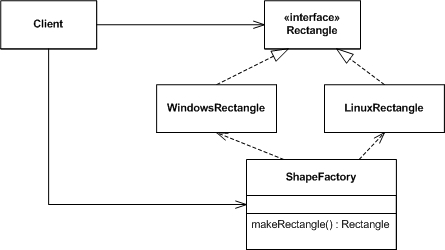 Client
«interface»
Rectangle
WindowsRectangle
LinuxRectangle
ShapeFactory
makeRectangle() : Rectangle